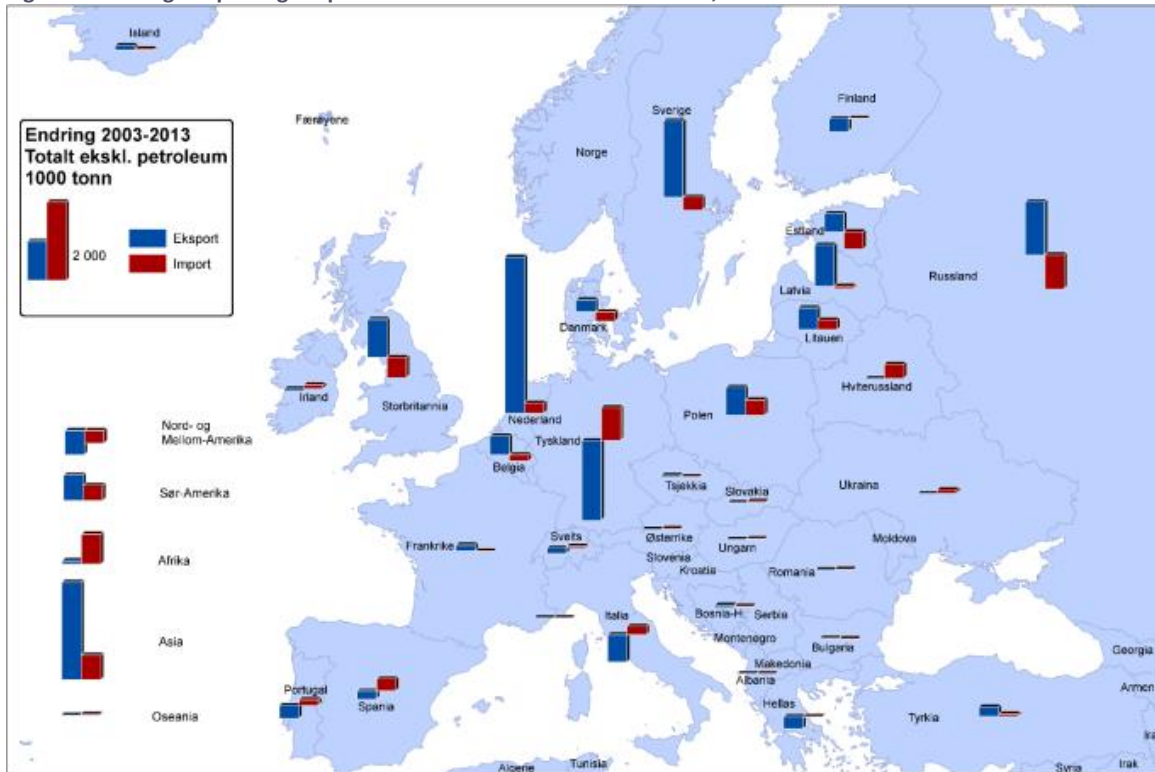 Island
Færøyene
Norge
Sverige
Finland
Endring 2003-2013
Totalt ekskl. petroleum
1000 tonn
2 000
Eksport
Import
Estland
Latvia
Litauen
Russland
Hviterussland
Danmark
Irland
Storbritannia
Nederland
Belgia
Tyskland
Polen
Tsjekkia
Slovakia
Ukraina
Nord- og
Mellom-Amerika
Sør-Amerika
Afrika
Asia
Oseania
Frankrike
Sveits
Østerrike
Ungarn
Moldova
Slovenia
Kroatia
Romania
Italia
Bosnia-H.
Serbia
Montenegro
Bulgaria
Makedonia
Albania
Georgia
Armen
Portugal
Spania
Hellas
Tyrkia
Algerie
Tunisia
Syria
Irak